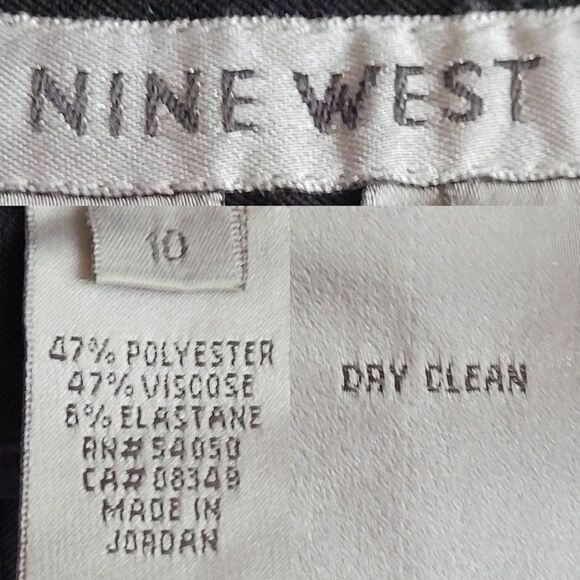 NINE WEST
10
47% POLYESTER
47% VISCOSE
6% ELASTANE
RN# 54050
CA# 08349
MADE IN
JORDAN
DRY CLEAN